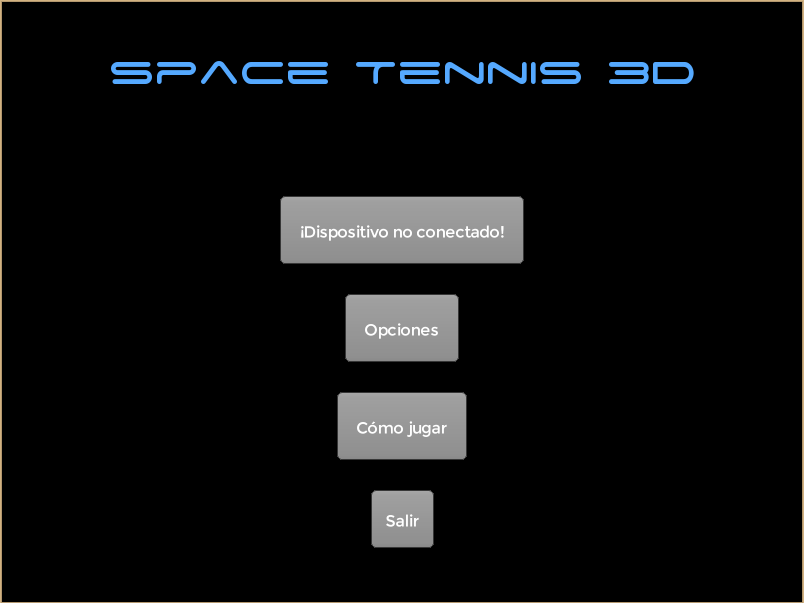 SPACE TENNIS 3D
¡Dispositivo no conectado!
Opciones
Cómo jugar
Salir